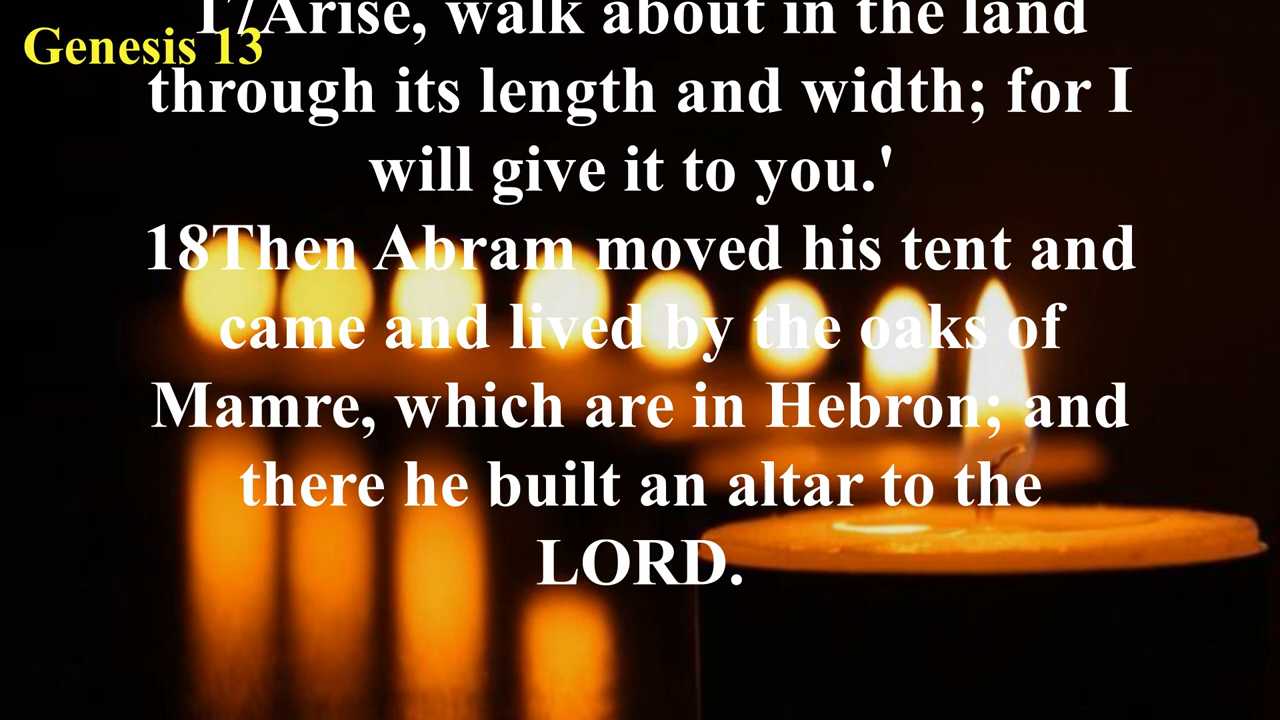 Genesis 13
17Arise, walk about in the land
through its length and width; for I
will give it to you.'
18Then Abram moved his tent and
came and lived by the oaks of
Mamre, which are in Hebron; and
there he built an altar to the
LORD.